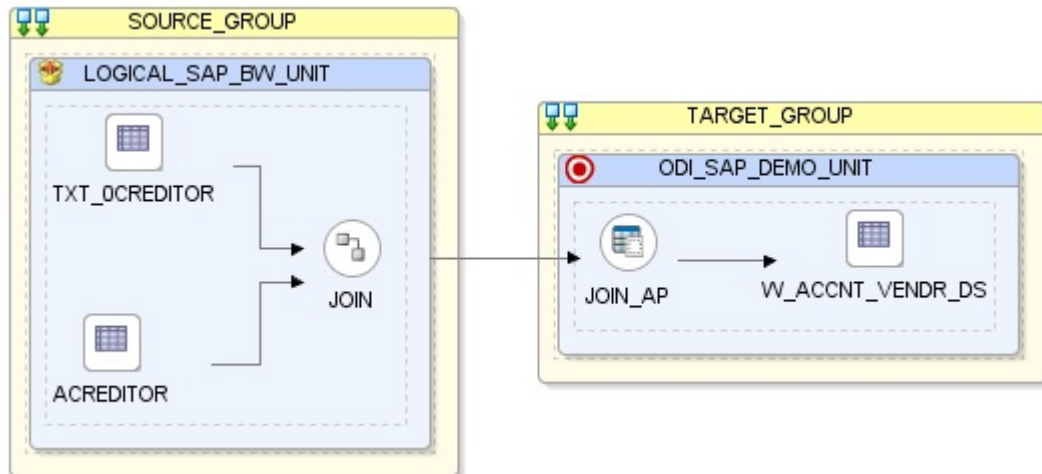 SOURCE_GROUP
LOGICAL_SAP_BW_UNIT
TXT_0CREDITOR
JOIN
ACREDITOR
TARGET_GROUP
ODI_SAP_DEMO_UNIT
JOIN_AP
W_ACCNT_VENDR_DS